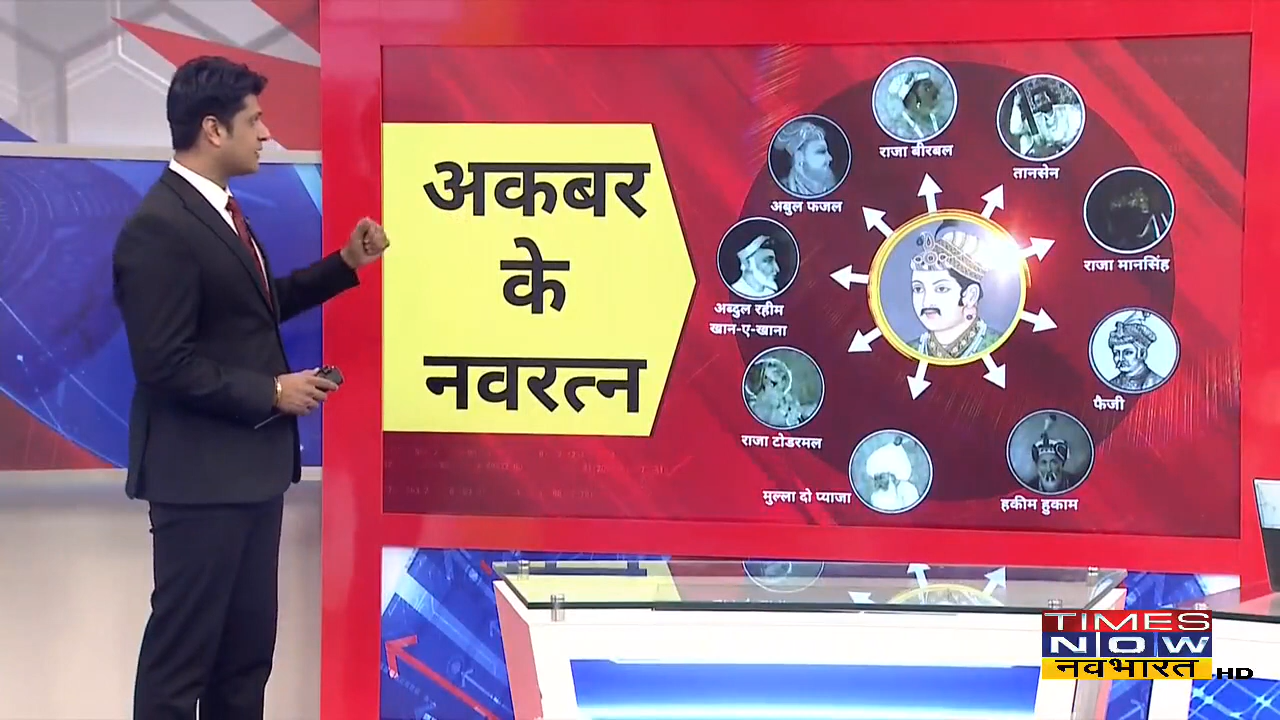 अकबर
के
नवरत्न
राजा बीरबल
तानसेन
अबुल फजल
राजा मानसिंह
अब्दुल रहीम
खान-ए-खाना
फैजी
राजा टोडरमल
मुल्ला दो प्याजा
हकीम हुकाम
TIMES
NOW
नवभारत
HD